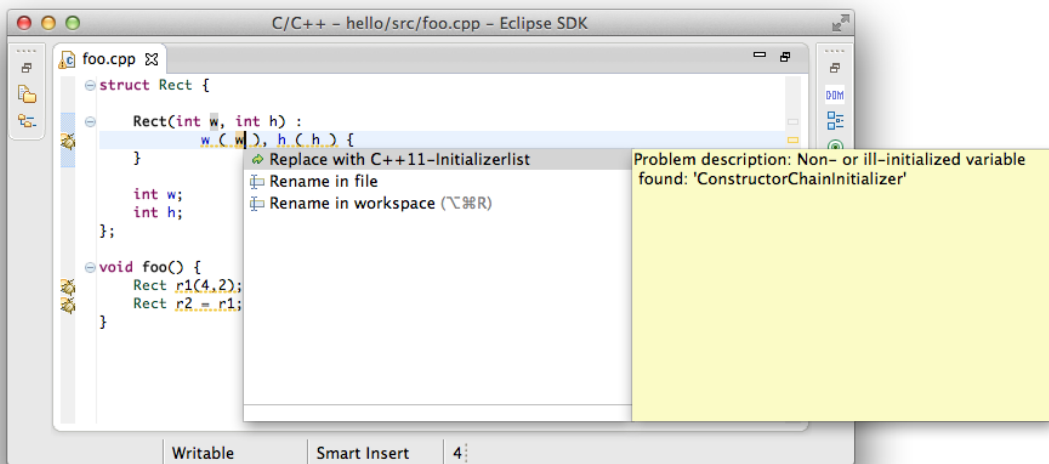 C/C++ – hello/src/foo.cpp – Eclipse SDK
foo.cpp
struct Rect {
Rect(int w, int h) :
w ( w ), h ( h ) {
}
int w;
int h;
};
void foo() {
Rect r1(4,2);
Rect r2 = r1;
}
Replace with C++11-Initializerlist
Rename in file
Rename in workspace (⌥⌘R)
Problem description: Non- or ill-initialized variable
found: 'ConstructorChainInitializer'
DOM
Writable
Smart Insert
4